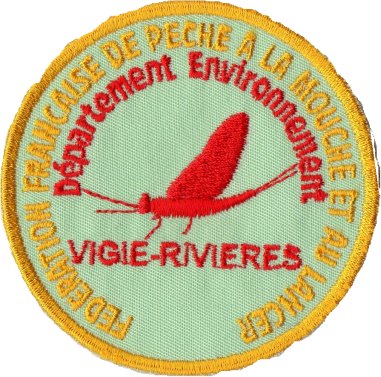 FEDERATION FRANCAISE DE PECHE A LA MOUCHE ET AU LANCER
Département Environnement
VIGIE-RIVIERES